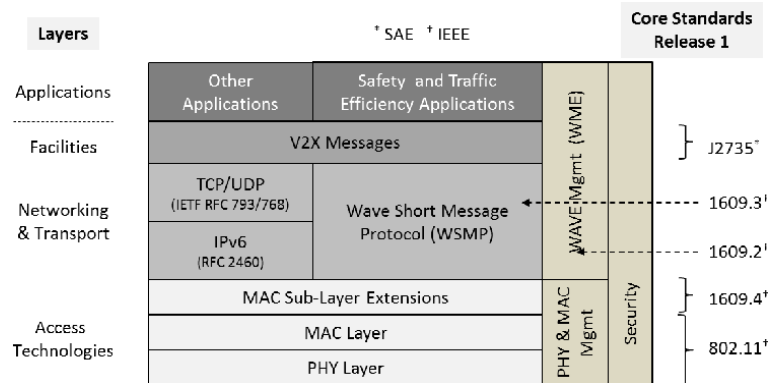 Layers
⁺ SAE † IEEE
Core Standards
Release 1
Applications
Other
Applications
Safety and Traffic
Efficiency Applications
WAVE Mgmt (WME)
Facilities
V2X Messages
J2735⁺
Networking
& Transport
TCP/UDP
(IETF RFC 793/768)
Wave Short Message
Protocol (WSMP)
1609.3†
IPv6
(RFC 2460)
1609.2†
MAC Sub-Layer Extensions
1609.4†
Access
Technologies
MAC Layer
PHY & MAC
Mgmt
Security
802.11†
PHY Layer